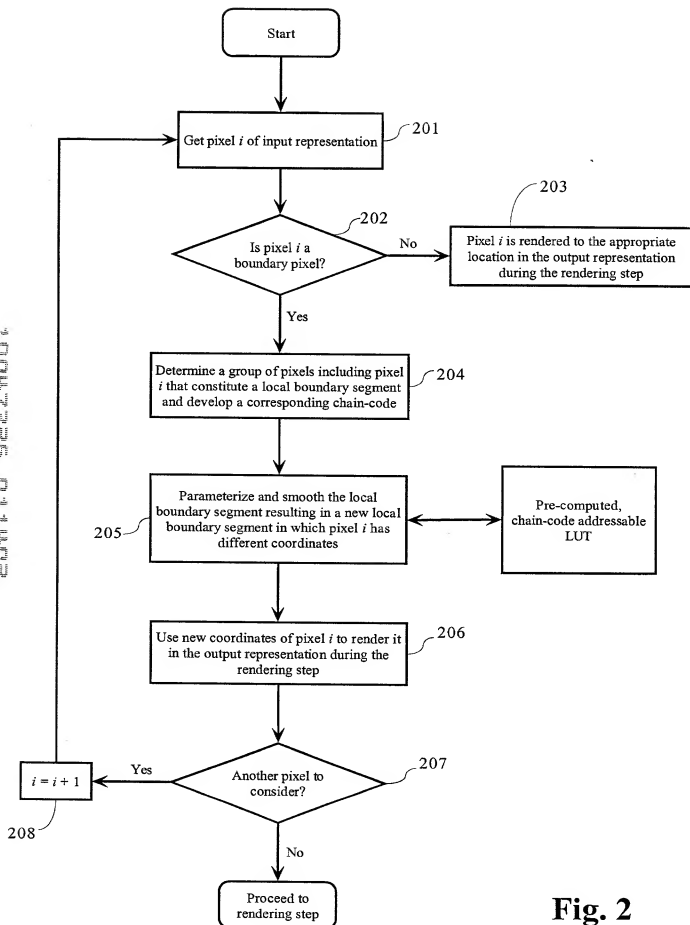 Start
Get pixel i of input representation
201
202
Is pixel i a
boundary pixel?
No
203
Pixel i is rendered to the appropriate
location in the output representation
during the rendering step
Yes
Determine a group of pixels including pixel
i that constitute a local boundary segment
and develop a corresponding chain-code
204
Parameterize and smooth the local
boundary segment resulting in a new local
boundary segment in which pixel i has
different coordinates
205
Pre-computed,
chain-code addressable
LUT
Use new coordinates of pixel i to render it
in the output representation during the
rendering step
206
Another pixel to
consider?
207
Yes
i = i + 1
208
No
Proceed to
rendering step
Fig. 2